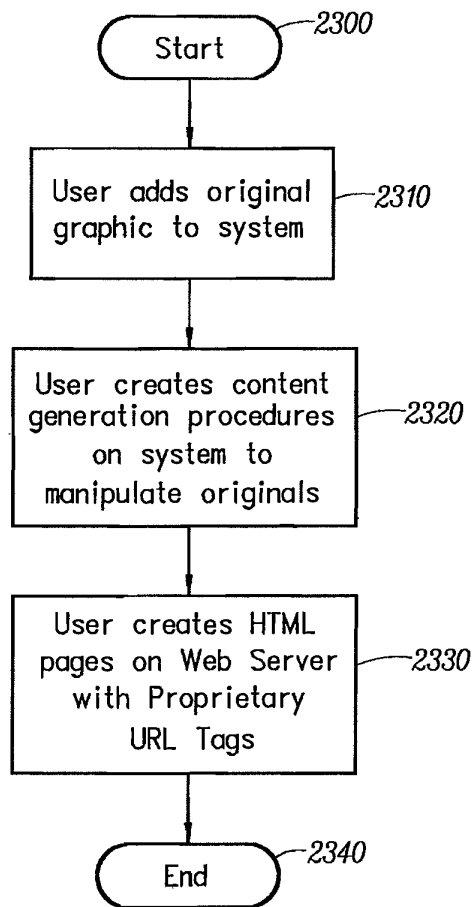 Start
2300
User adds original
graphic to system
2310
User creates content
generation procedures
on system to
manipulate originals
2320
User creates HTML
pages on Web Server
with Proprietary
URL Tags
2330
End
2340